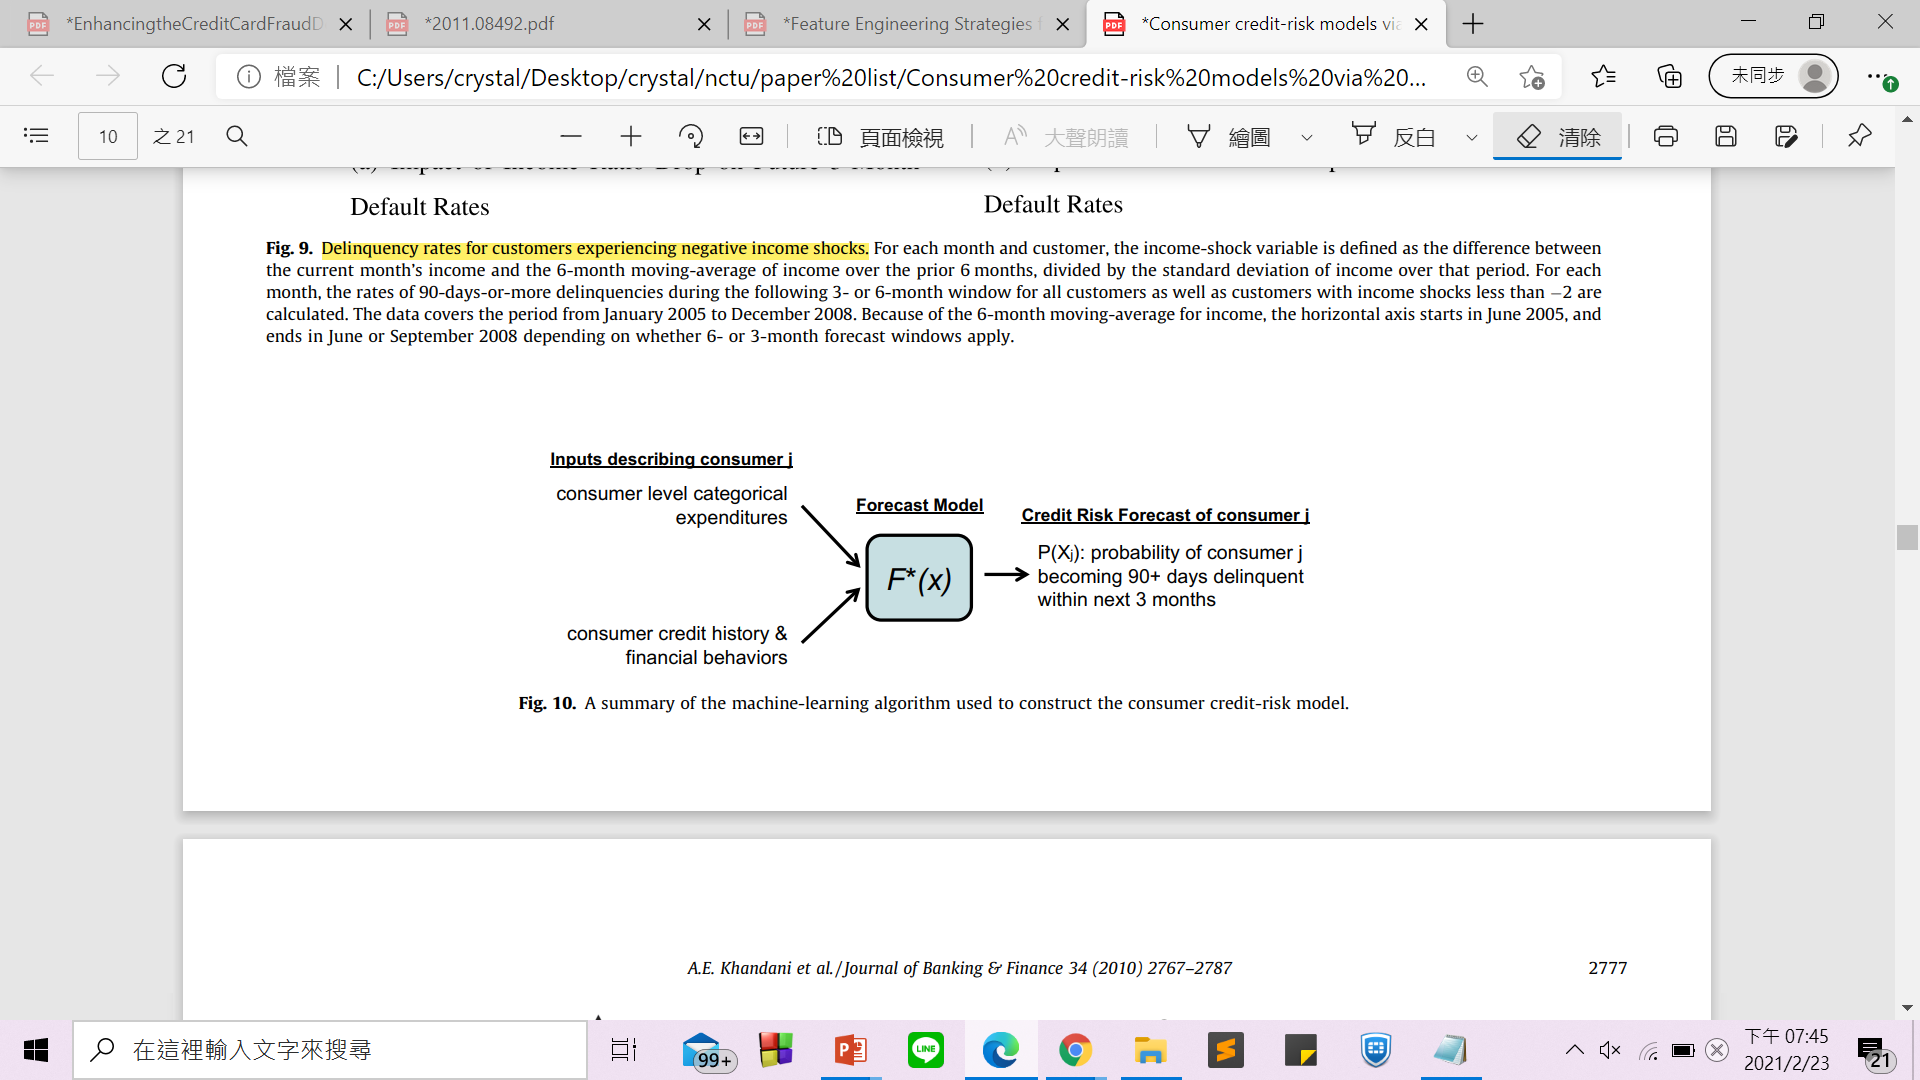 *EnhancingtheCreditCardFraudD
*2011.08492.pdf
*Feature Engineering Strategies f
*Consumer credit-risk models via
檔案
C:/Users/crystal/Desktop/crystal/nctu/paper%20list/Consumer%20credit-risk%20models%20via%20...
未同步
10
之 21
頁面檢視
大聲朗讀
繪圖
反白
清除
Default Rates
Default Rates
Fig. 9. Delinquency rates for customers experiencing negative income shocks. For each month and customer, the income-shock variable is defined as the difference between
the current month's income and the 6-month moving-average of income over the prior 6 months, divided by the standard deviation of income over that period. For each
month, the rates of 90-days-or-more delinquencies during the following 3- or 6-month window for all customers as well as customers with income shocks less than −2 are
calculated. The data covers the period from January 2005 to December 2008. Because of the 6-month moving-average for income, the horizontal axis starts in June 2005, and
ends in June or September 2008 depending on whether 6- or 3-month forecast windows apply.
Inputs describing consumer j
consumer level categorical
expenditures
Forecast Model
Credit Risk Forecast of consumer j
F*(x)
P(Xj): probability of consumer j
becoming 90+ days delinquent
within next 3 months
consumer credit history &
financial behaviors
Fig. 10. A summary of the machine-learning algorithm used to construct the consumer credit-risk model.
A.E. Khandani et al./Journal of Banking & Finance 34 (2010) 2767–2787
2777
在這裡輸入文字來搜尋
99+
LINE
下午 07:45
2021/2/23
21